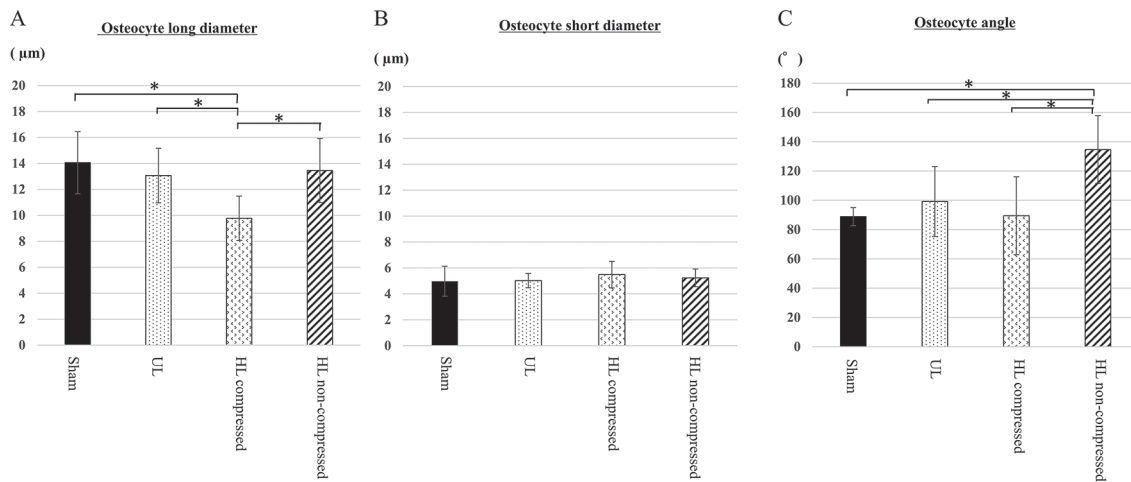 A
Osteocyte long diameter
( µm)
20
18
16
14
12
10
8
6
4
2
0
*
*
*
Sham
UL
HL compressed
HL non-compressed
B
Osteocyte short diameter
( µm)
20
18
16
14
12
10
8
6
4
2
0
Sham
UL
HL compressed
HL non-compressed
C
Osteocyte angle
(° )
180
160
140
120
100
80
60
40
20
0
*
*
*
Sham
UL
HL compressed
HL non-compressed